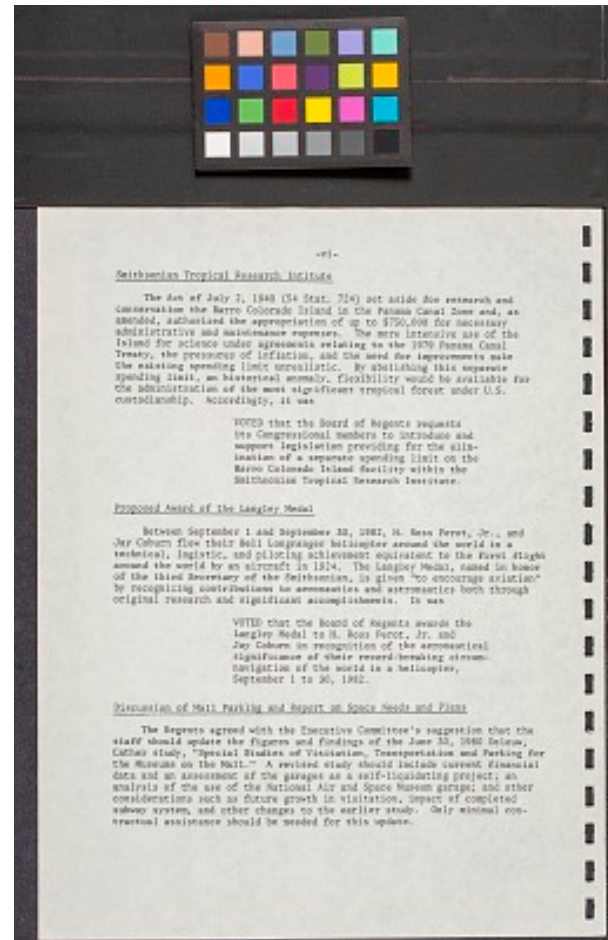 Smithsonian Tropical Research Intitute
The Act of July 2, 1940 (54 Stat. 724) set aside for research and
conservation the Barro Colorado Island in the Panama Canal Zone and, as
amended, authorized the appropriation of up to $750,000 for necessary
administrative and maintenance expenses. The more intensive use of the
Island for science under agreements relating to the 1979 Panama Canal
Treaty, the pressures of inflation, and the need for improvements make
the existing spending limit unrealistic. By abolishing this separate
spending limit, an historical anomaly, flexibility would be available for
the administration of the most significant tropical forest under U.S.
custodianship. Accordingly, it was
VOTED that the Board of Regents requests
its Congressional members to introduce and
support legislation providing for the elim-
ination of a separate spending limit on the
Barro Colorado Island facility within the
Smithsonian Tropical Research Institute.
Proposed Award of the Langley Medal
Between September 1 and September 30, 1982, H. Ross Perot, Jr., and
Jay Coburn flew their Bell Longranger helicopter around the world in a
technical, logistic, and piloting achievement equivalent to the first flight
around the world by an aircraft in 1924. The Langley Medal, named in honor
of the third Secretary of the Smithsonian, is given "to encourage aviation"
by recognizing contributions to aeronautics and astronautics both through
original research and significant accomplishments. It was
VOTED that the Board of Regents awards the
Langley Medal to H. Ross Perot, Jr. and
Jay Coburn in recognition of the aeronautical
significance of their record-breaking circum-
navigation of the world in a helicopter,
September 1 to 30, 1982.
Discussion of Mall Parking and Report on Space Needs and Plans
The Regents agreed with the Executive Committee's suggestion that the
staff should update the figures and findings of the June 30, 1980 Deleuw,
Cather study, "Special Studies of Visitation, Transportation and Parking for
the Museums on the Mall." A revised study should include current financial
data and an assessment of the garages as a self-liquidating project; an
analysis of the use of the National Air and Space Museum garage; and other
considerations such as future growth in visitation, impact of completed
subway system, and other changes to the earlier study. Only minimal con-
tractual assistance should be needed for this update.